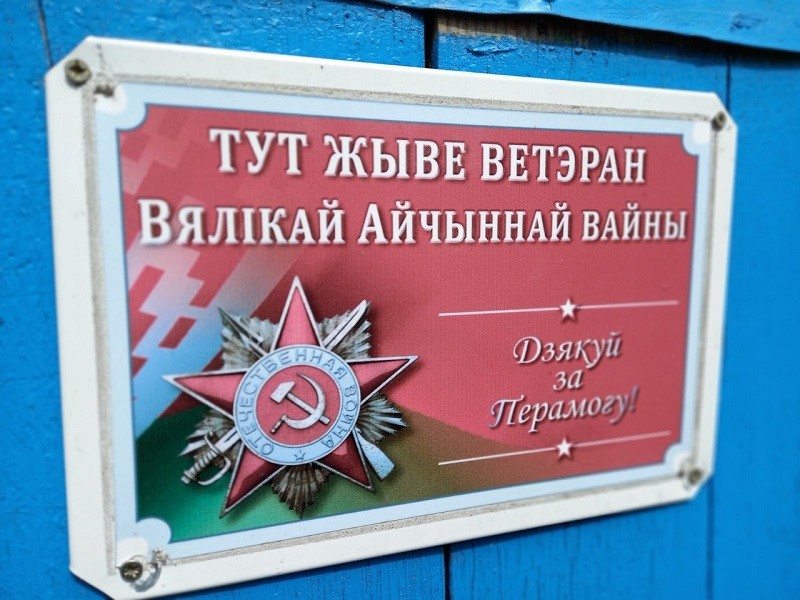 ТУТ ЖЫВЕ ВЕТЭРАН
ВЯЛІКАЙ АЙЧЫННАЙ ВАЙНЫ
Дзякуй
за
Перамогу!
ОТЕЧЕСТВЕННАЯ ВОЙНА